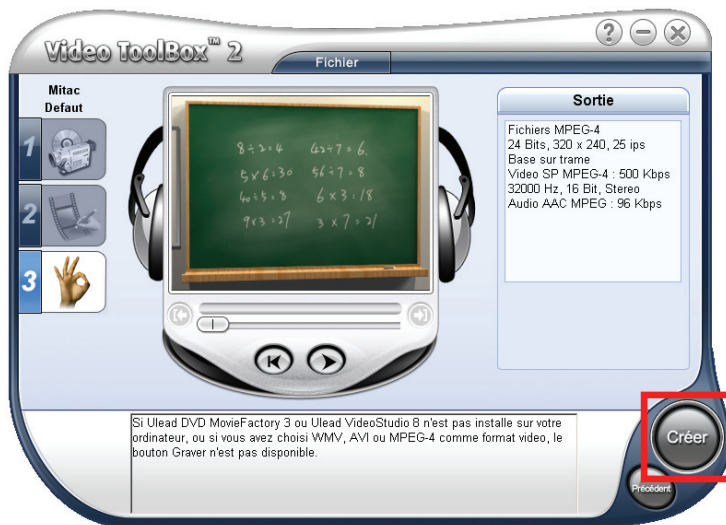 Video ToolBox™ 2
Fichier
Mitac
Defaut
1
2
3
8÷2=4 42÷7=6.
5×6=30 56÷7=8
40÷5=8 6×3=18
9×3=27 3×7=21
Sortie
Fichiers MPEG-4
24 Bits, 320 x 240, 25 ips
Base sur trame
Video SP MPEG-4 : 500 Kbps
32000 Hz, 16 Bit, Stereo
Audio AAC MPEG : 96 Kbps
Si Ulead DVD MovieFactory 3 ou Ulead VideoStudio 8 n'est pas installe sur votre
ordinateur, ou si vous avez choisi WMV, AVI ou MPEG-4 comme format video, le
bouton Graver n'est pas disponible.
Créer
Précédent